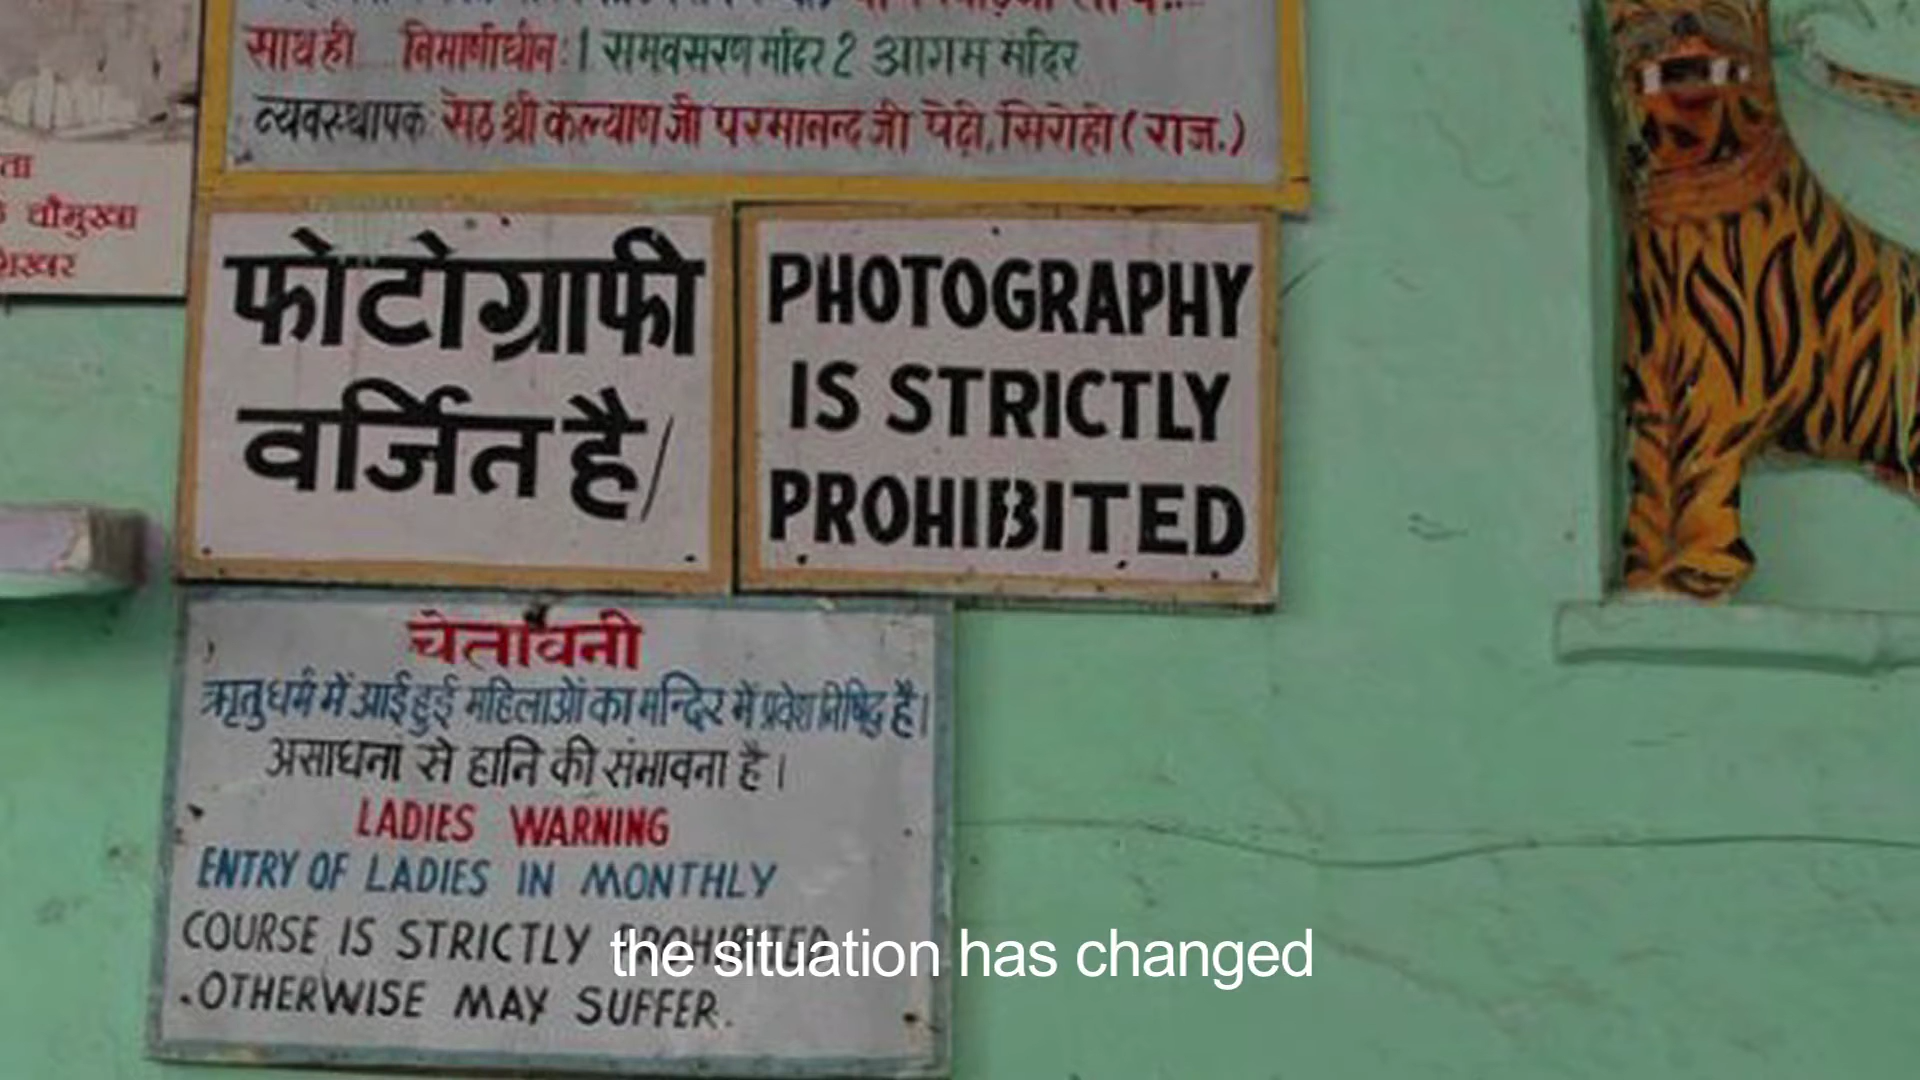 साथ ही निर्माणाधीन: 1 समवसरण मंदिर 2 आगम मंदिर
व्यवस्थापक: सेठ श्री कल्याण जी परमानन्द जी पेढी, सिरोही (राज.)
ता
चौमुखा
फोटोग्राफी
वर्जित है/
PHOTOGRAPHY
IS STRICTLY
PROHIBITED
चेतावनी
ऋतुधर्म में आई हुई महिलाओं का मन्दिर में प्रवेश निषिद्ध है।
असाधना से हानि की संभावना है।
LADIES WARNING
ENTRY OF LADIES IN MONTHLY
COURSE IS STRICTLY PROHIBITED
.OTHERWISE MAY SUFFER.
the situation has changed